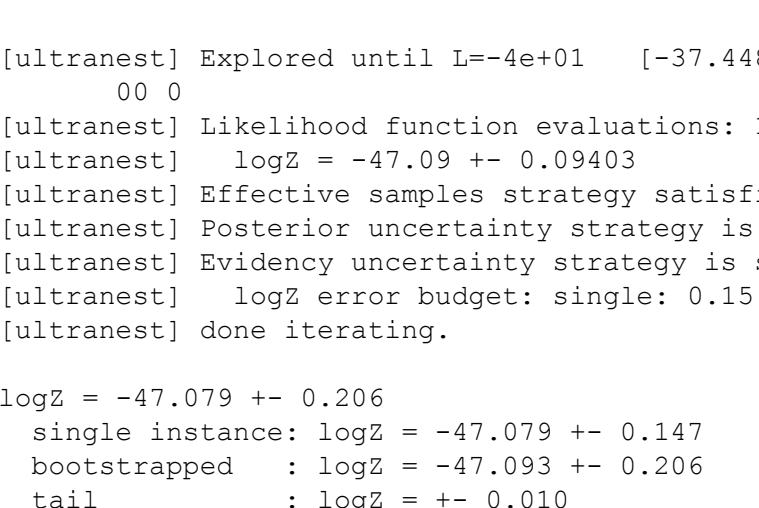 [ultranest] Explored until L=-4e+01 [-37.448
00 0
[ultranest] Likelihood function evaluations:
[ultranest] logZ = -47.09 +- 0.09403
[ultranest] Effective samples strategy
[ultranest] Posterior uncertainty strategy is
[ultranest] Evidency uncertainty strategy is
[ultranest] logZ error budget: single: 0.15
[ultranest] done iterating.
logZ = -47.079 +- 0.206
single instance: logZ = -47.079 +- 0.147
bootstrapped : logZ = -47.093 +- 0.206
tail : logZ = +- 0.010